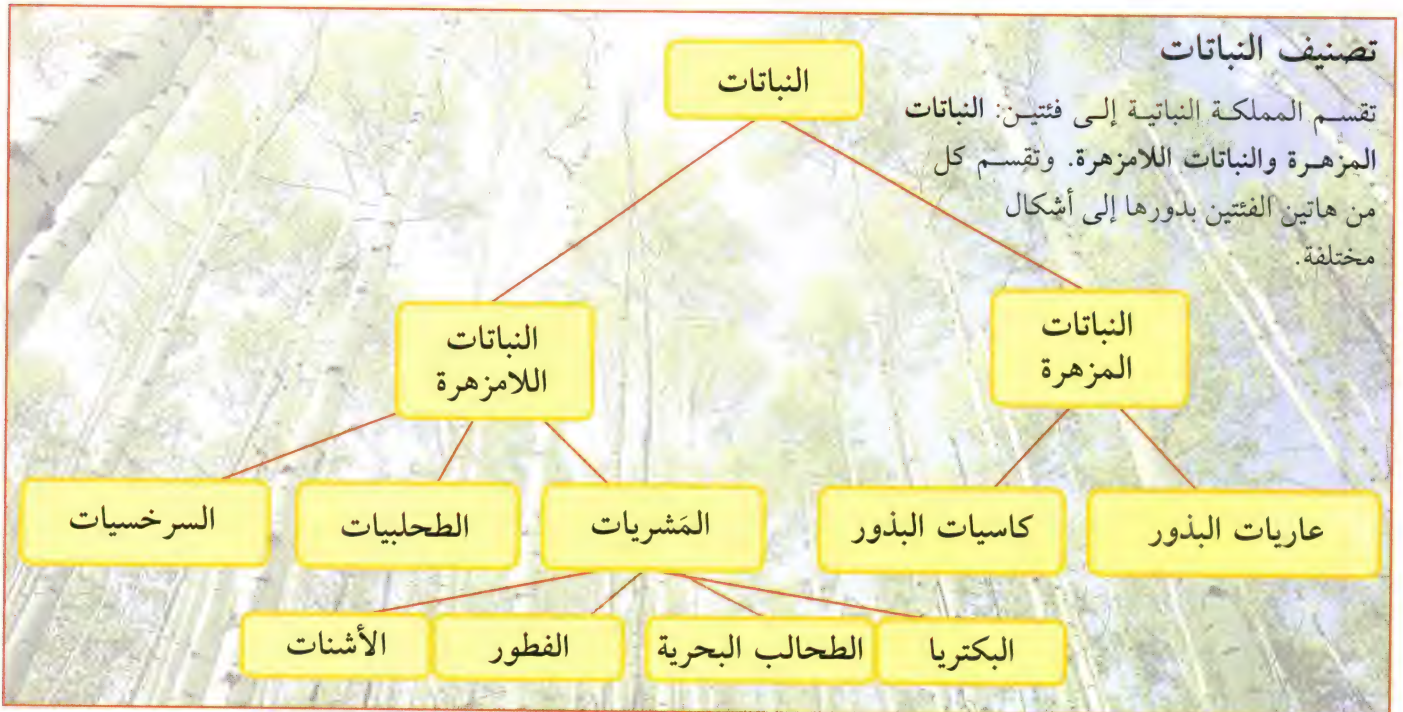 تصنيف النباتات
تقسم المملكة النباتية إلى فئتين: النباتات
المزهرة والنباتات اللامزهرة. وتقسم كل
من هاتين الفئتين بدورها إلى أشكال
مختلفة.
النباتات
النباتات
المزهرة
النباتات
اللامزهرة
عاريات البذور
كاسيات البذور
المَشريات
الطحلبيات
السرخسيات
البكتريا
الطحالب البحرية
الفطور
الأشنات